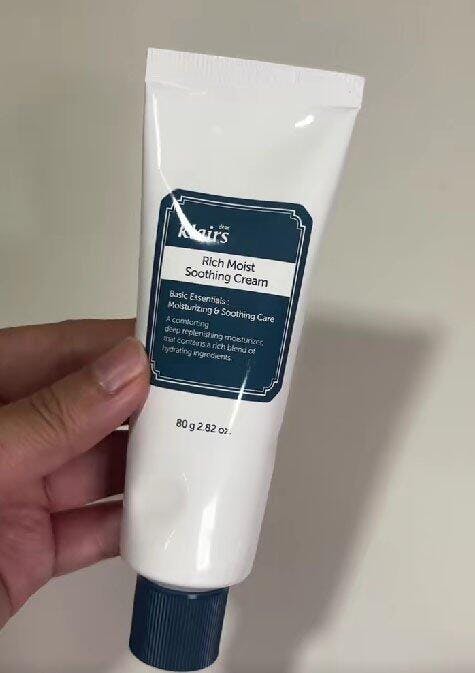 dear
Klairs
Rich Moist
Soothing Cream
Basic Essentials :
Moisturizing & Soothing Care
A comforting
deep replenishing moisturizer,
that contains a rich blend of
hydrating ingredients.
80 g 2.82 oz.